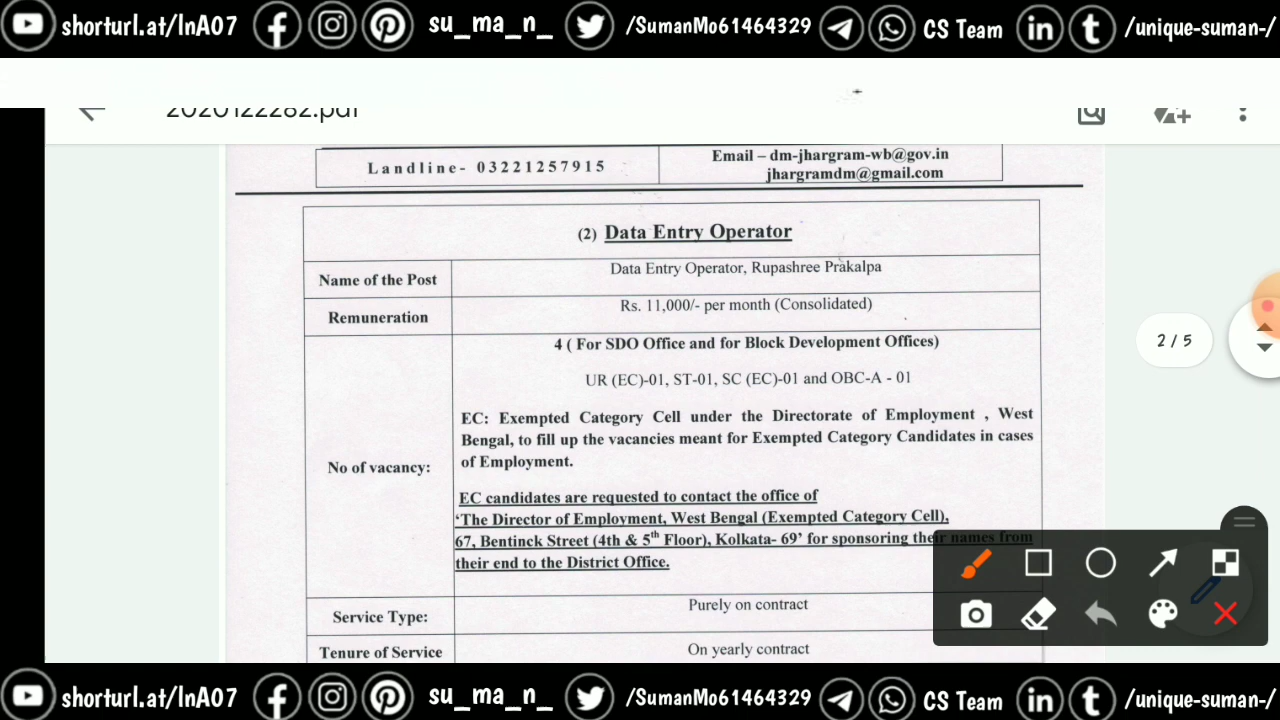 shorturl.at/lnA07 su_ma_n_ /SumanMo61464329 CS Team /unique-suman-/
2020122282.pdf
Landline- 03221257915
Email – dm-jhargram-wb@gov.in
jhargramdm@gmail.com
(2) Data Entry Operator
Name of the Post
Data Entry Operator, Rupashree Prakalpa
Remuneration
Rs. 11,000/- per month (Consolidated)
No of vacancy:
4 ( For SDO Office and for Block Development Offices)
UR (EC)-01, ST-01, SC (EC)-01 and OBC-A - 01
EC: Exempted Category Cell under the Directorate of Employment , West
Bengal, to fill up the vacancies meant for Exempted Category Candidates in cases
of Employment.
EC candidates are requested to contact the office of
‘The Director of Employment, West Bengal (Exempted Category Cell),
67, Bentinck Street (4th & 5th Floor), Kolkata- 69’ for sponsoring their names from
their end to the District Office.
Service Type:
Purely on contract
Tenure of Service
On yearly contract
2 / 5
shorturl.at/lnA07 su_ma_n_ /SumanMo61464329 CS Team /unique-suman-/